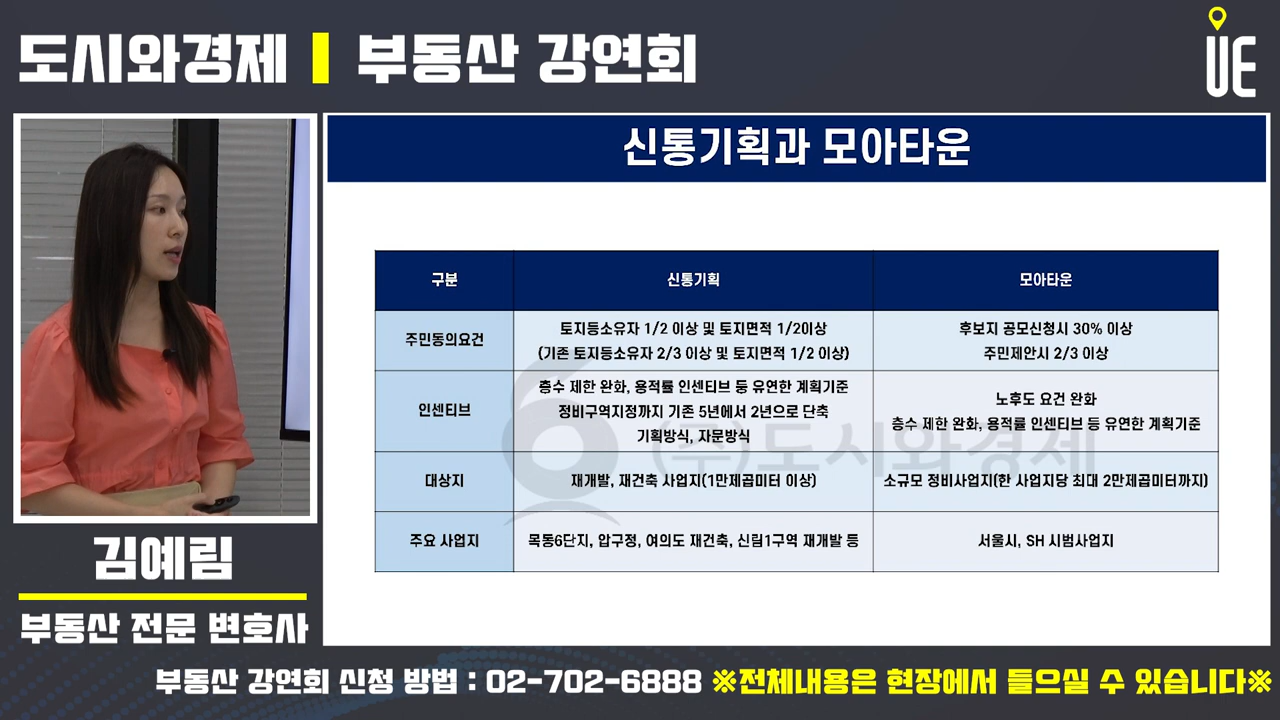 도시와경제 부동산 강연회
UE
신통기획과 모아타운
구분 신통기획 모아타운
주민동의요건
토지등소유자 1/2 이상 및 토지면적 1/2이상
(기존 토지등소유자 2/3 이상 및 토지면적 1/2 이상)
후보지 공모신청시 30% 이상
주민제안시 2/3 이상
인센티브
층수 제한 완화, 용적률 인센티브 등 유연한 계획기준
정비구역지정까지 기존 5년에서 2년으로 단축
기획방식, 자문방식
노후도 요건 완화
층수 제한 완화, 용적률 인센티브 등 유연한 계획기준
대상지
재개발, 재건축 사업지(1만제곱미터 이상)
소규모 정비사업지(한 사업지당 최대 2만제곱미터까지)
주요 사업지
목동6단지, 압구정, 여의도 재건축, 신림1구역 재개발 등
서울시, SH 시범사업지
(주)도시와경제
김예림
부동산 전문 변호사
부동산 강연회 신청 방법 : 02-702-6888 ※전체내용은 현장에서 들으실 수 있습니다※